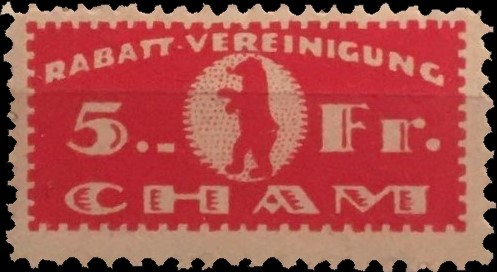 RABATT-VEREINIGUNG
5.-- Fr.
CHAM